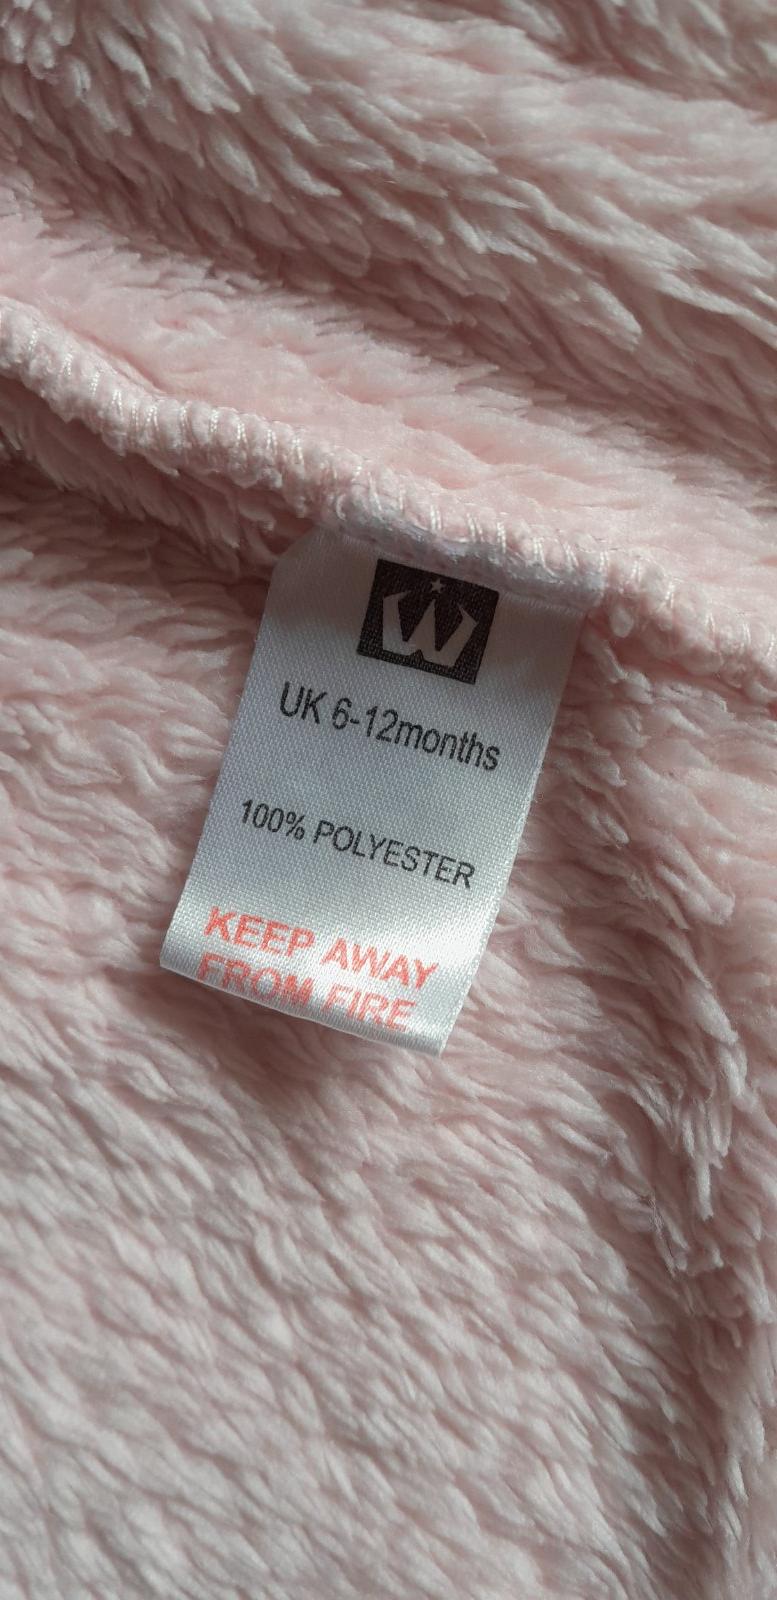 W
UK 6-12months
100% POLYESTER
KEEP AWAY
FROM FIRE